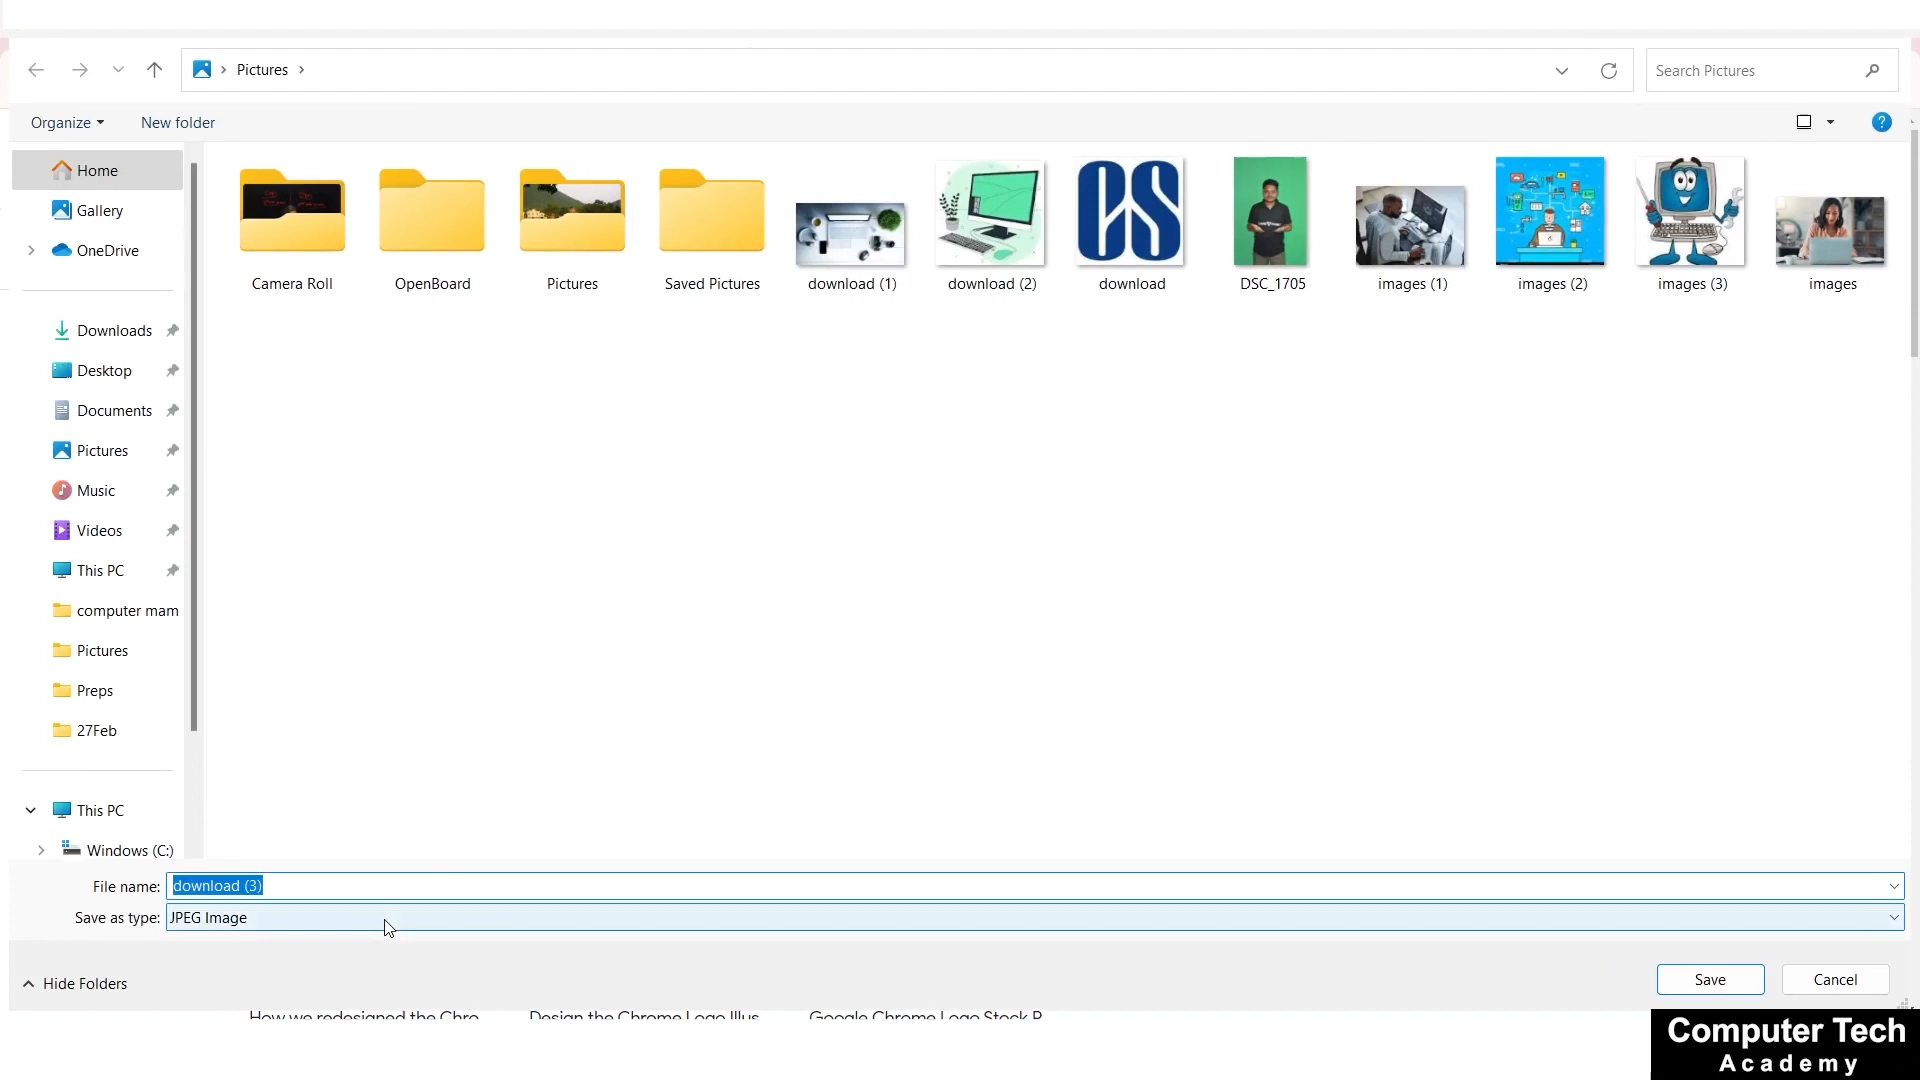 Pictures
Search Pictures
Organize
New folder
?
Home
Gallery
OneDrive
Downloads
Desktop
Documents
Pictures
Music
Videos
This PC
computer mam
Pictures
Preps
27Feb
This PC
Windows (C:)
Camera Roll
OpenBoard
Pictures
Saved Pictures
download (1)
download (2)
CS
download
DSC_1705
images (1)
images (2)
images (3)
images
File name: download (3)
Save as type: JPEG Image
Hide Folders
Save
Cancel
How we redesigned the Chro
Design the Chrome Logo Illus
Google Chrome Logo Stock P
Computer Tech
Academy